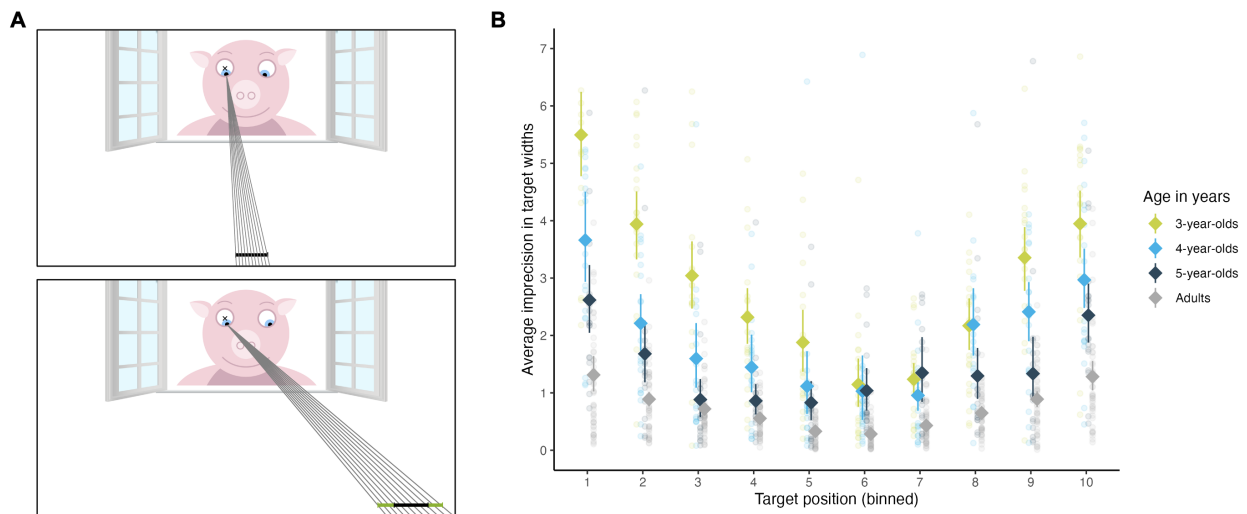 A
B
7
6
5
4
3
2
1
0
Average imprecision in target widths
1 2 3 4 5 6 7 8 9 10
Target position (binned)
Age in years
3-year-olds
4-year-olds
5-year-olds
Adults